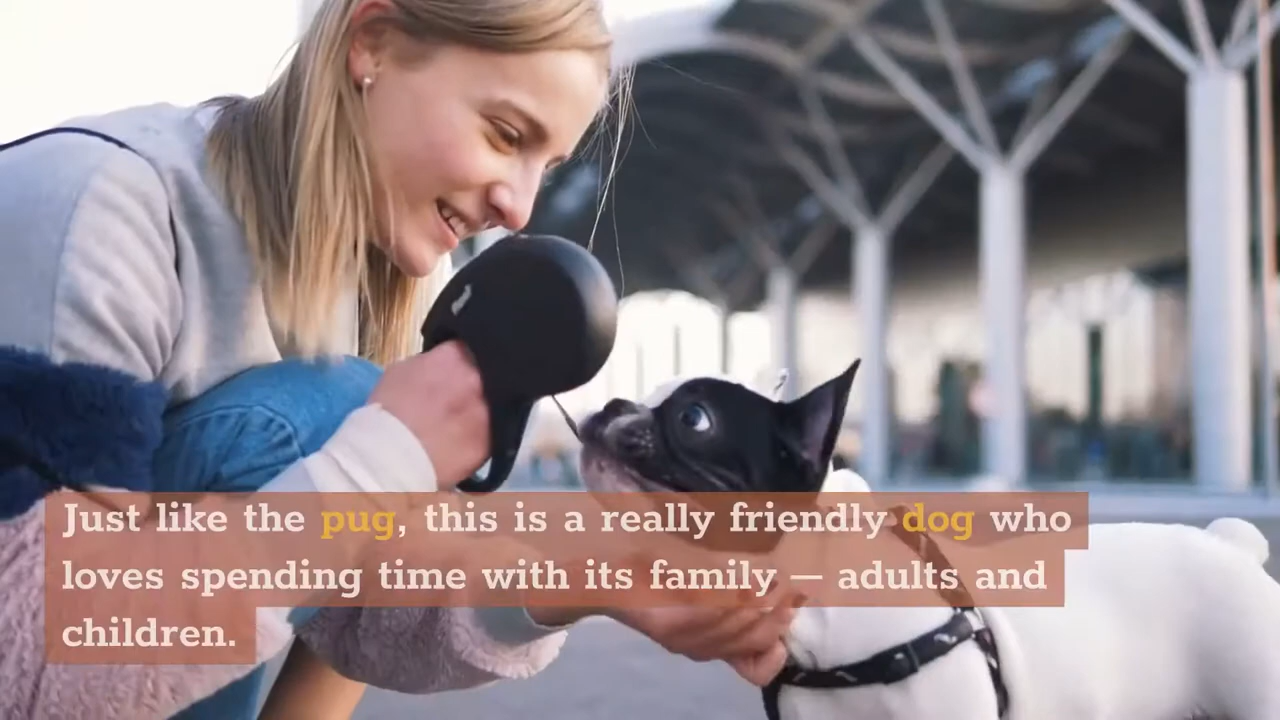 Just like the pug, this is a really friendly dog who
loves spending time with its family — adults and
children.